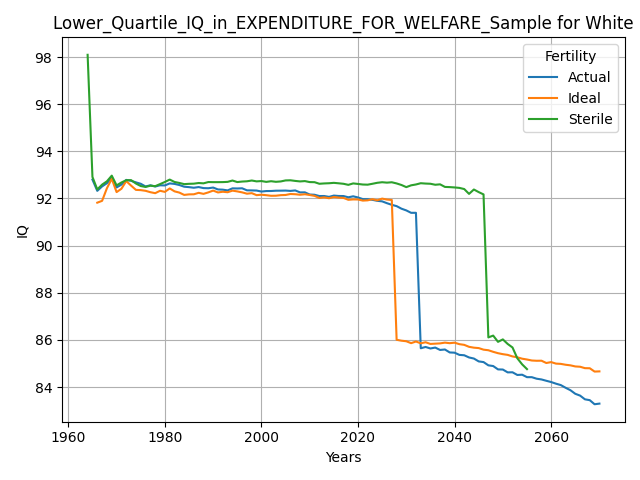 Lower_Quartile_IQ_in_EXPENDITURE_FOR_WELFARE_Sample for White
Fertility
Actual
Ideal
Sterile
IQ
98
96
94
92
90
88
86
84
1960
1980
2000
2020
2040
2060
Years